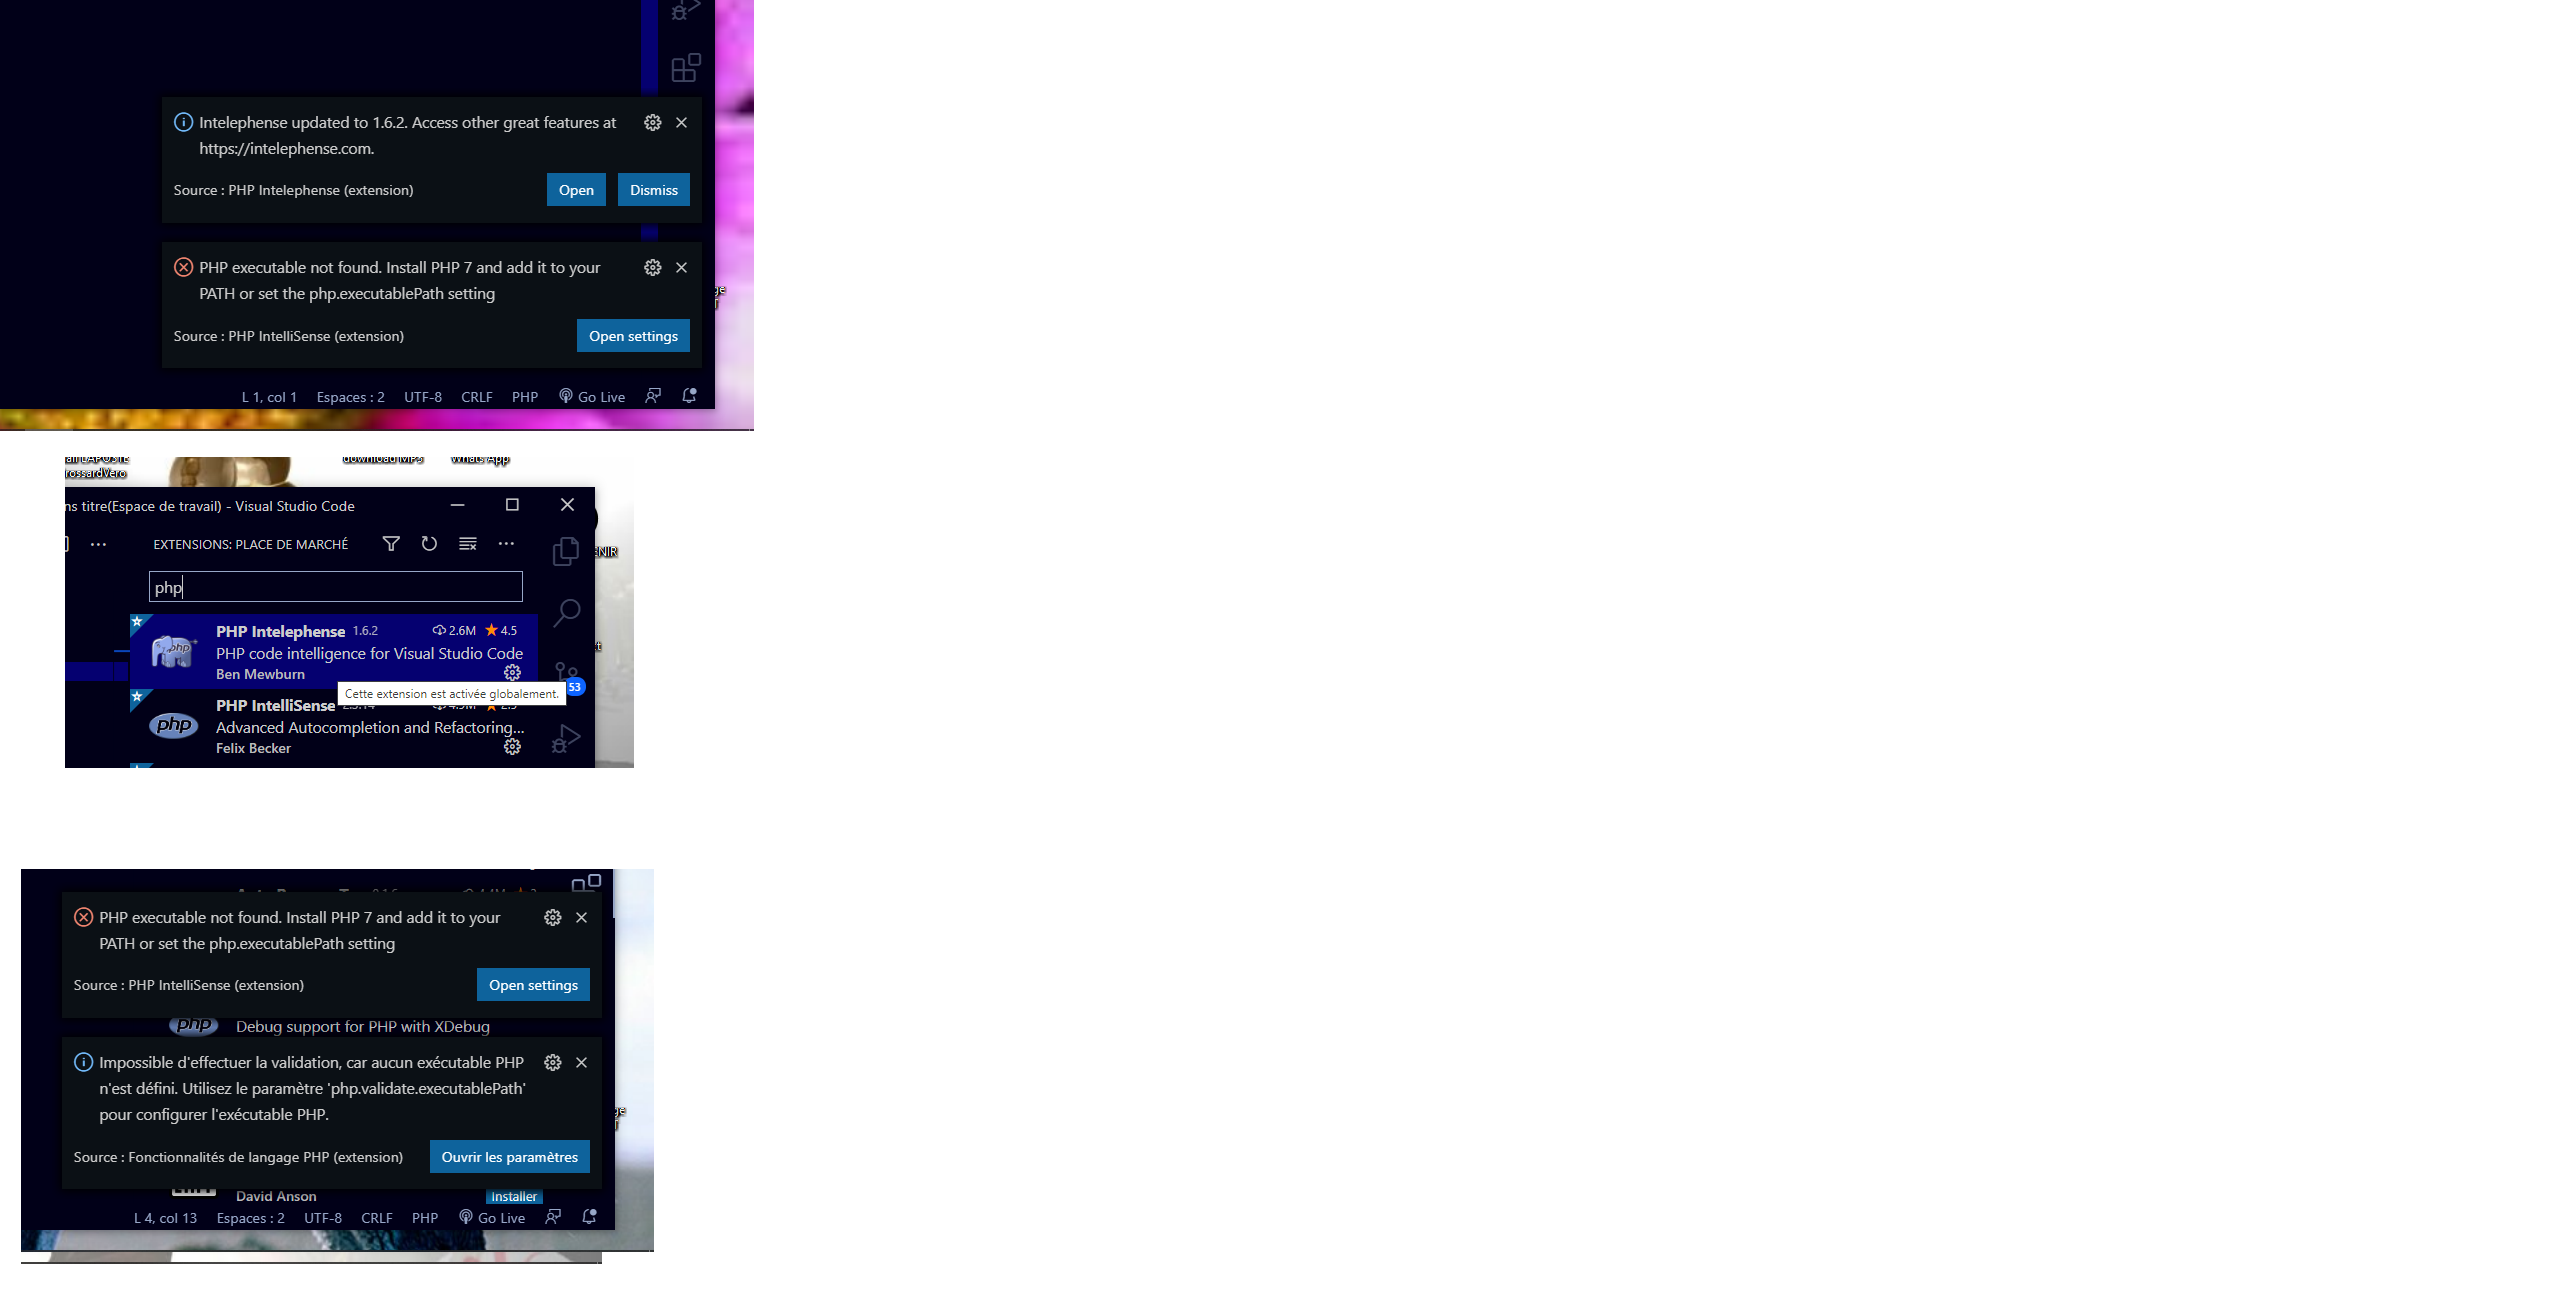 Intelephense updated to 1.6.2. Access other great features at
https://intelephense.com.
Source : PHP Intelephense (extension)
Open
Dismiss
PHP executable not found. Install PHP 7 and add it to your
PATH or set the php.executablePath setting
Source : PHP IntelliSense (extension)
Open settings
ge
L 1, col 1 Espaces : 2 UTF-8 CRLF PHP Go Live
download MP3
Whats App
rossardVero
ns titre(Espace de travail) - Visual Studio Code
EXTENSIONS: PLACE DE MARCHÉ
ENIR
php
PHP Intelephense 1.6.2 2.6M 4.5
PHP code intelligence for Visual Studio Code
Ben Mewburn
53
Cette extension est activée globalement.
PHP IntelliSense
Advanced Autocompletion and Refactoring...
Felix Becker
PHP executable not found. Install PHP 7 and add it to your
PATH or set the php.executablePath setting
Source : PHP IntelliSense (extension)
Open settings
php
Debug support for PHP with XDebug
Impossible d'effectuer la validation, car aucun exécutable PHP
n'est défini. Utilisez le paramètre 'php.validate.executablePath'
pour configurer l'exécutable PHP.
ge
Source : Fonctionnalités de langage PHP (extension)
Ouvrir les paramètres
David Anson
Installer
L 4, col 13 Espaces : 2 UTF-8 CRLF PHP Go Live